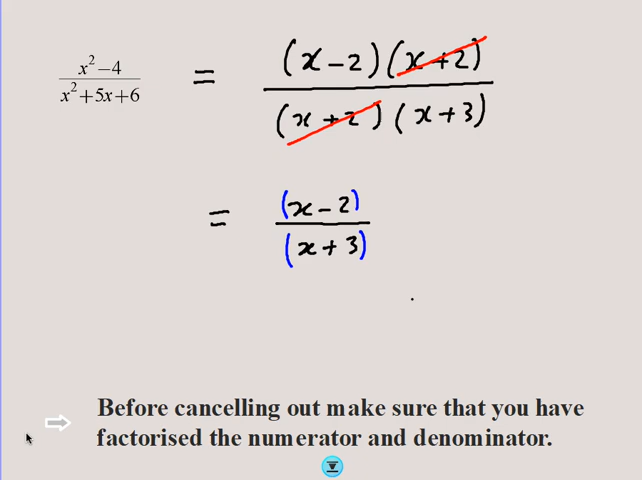 x²−4 / x²+5x+6 = (x−2)(x+2) / (x+2)(x+3)
= (x−2) / (x+3)
Before cancelling out make sure that you have
factorised the numerator and denominator.